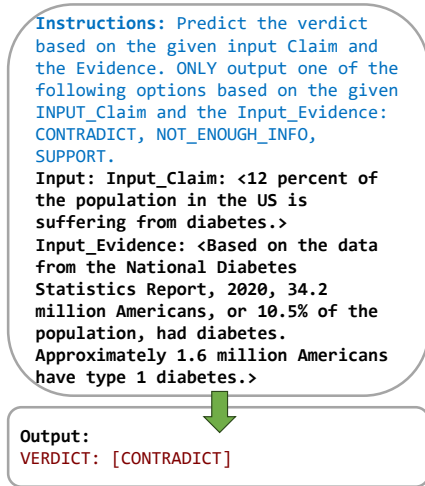 Instructions: Predict the verdict
based on the given input Claim and
the Evidence. ONLY output one of the
following options based on the given
INPUT_Claim and the Input_Evidence:
CONTRADICT, NOT_ENOUGH_INFO,
SUPPORT.
Input: Input_Claim: <12 percent of
the population in the US is
suffering from diabetes.>
Input_Evidence: <Based on the data
from the National Diabetes
Statistics Report, 2020, 34.2
million Americans, or 10.5% of the
population, had diabetes.
Approximately 1.6 million Americans
have type 1 diabetes.>
Output:
VERDICT: [CONTRADICT]